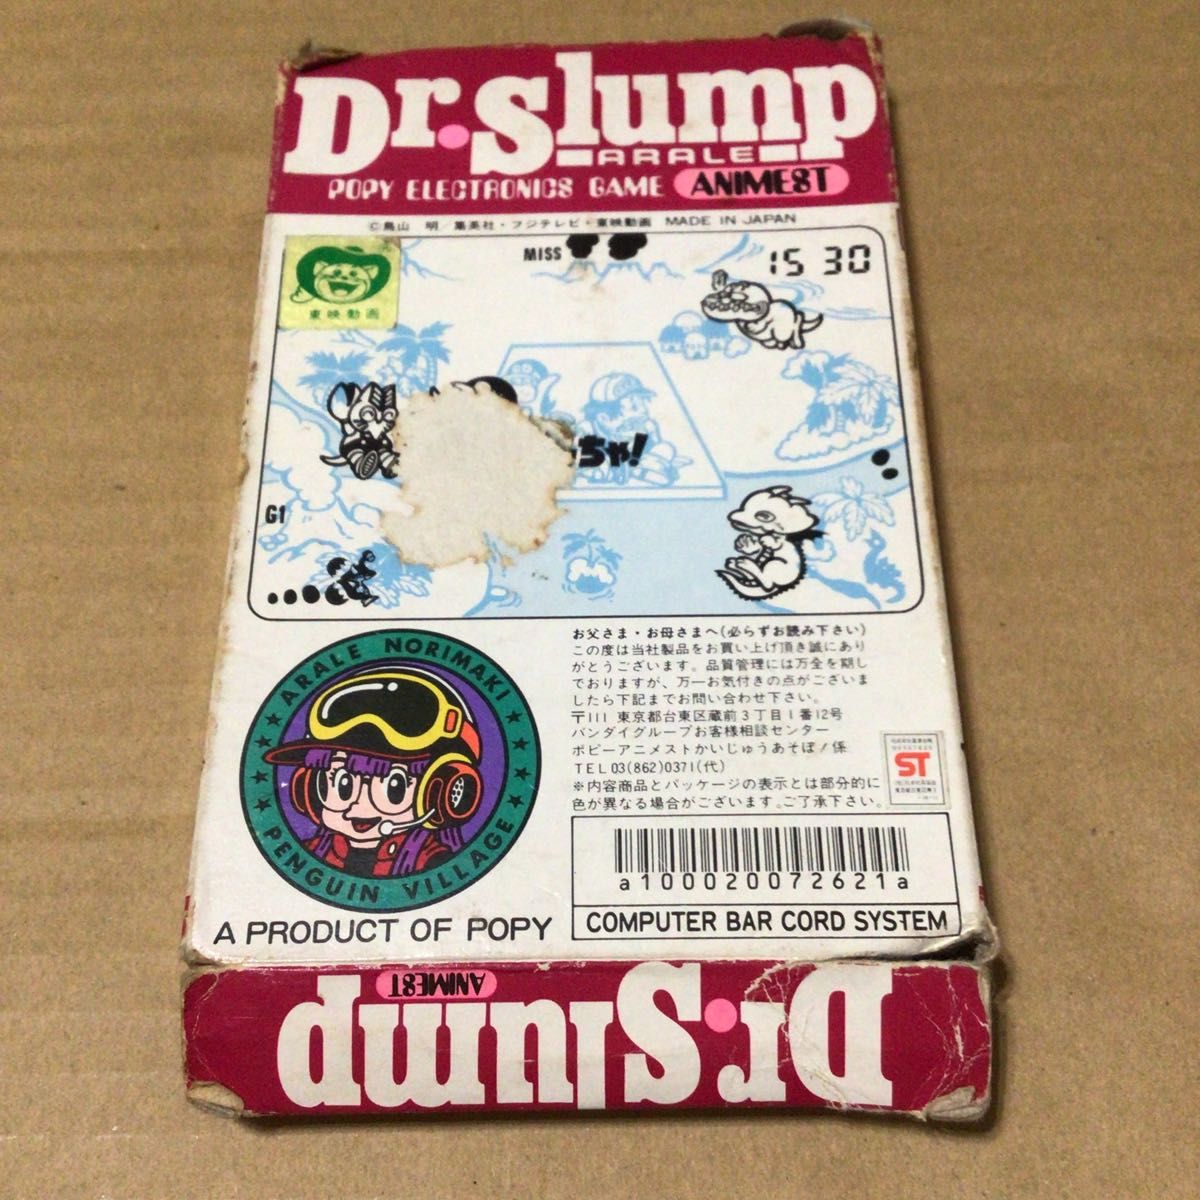 Dr.Slump
ARALE
POPY ELECTRONICS GAME ANIMEST
©鳥山 明/集英社・フジテレビ・東映動画 MADE IN JAPAN
東映動画
MISS
15 30
ちゃ!
G1
お父さま・お母さまへ(必らずお読み下さい)
この度は当社製品をお買い上げ頂き誠にあり
がとうございます。品質管理には万全を期し
でおりますが、万一お気付きの点がございま
したら下記までお問い合わせ下さい。
〒111 東京都台東区蔵前3丁目1番12号
バンダイグループお客様相談センター
ポピーアニメストかいじゅうあそぼ!係
TEL 03(862)0371(代)
※内容商品とパッケージの表示とは部分的に
色が異なる場合がございます。ご了承下さい。
ST
ARALE NORIMAKI
PENGUIN VILLAGE
A PRODUCT OF POPY
a100020072621a
COMPUTER BAR CORD SYSTEM
ANIMEST
Dr.Slump